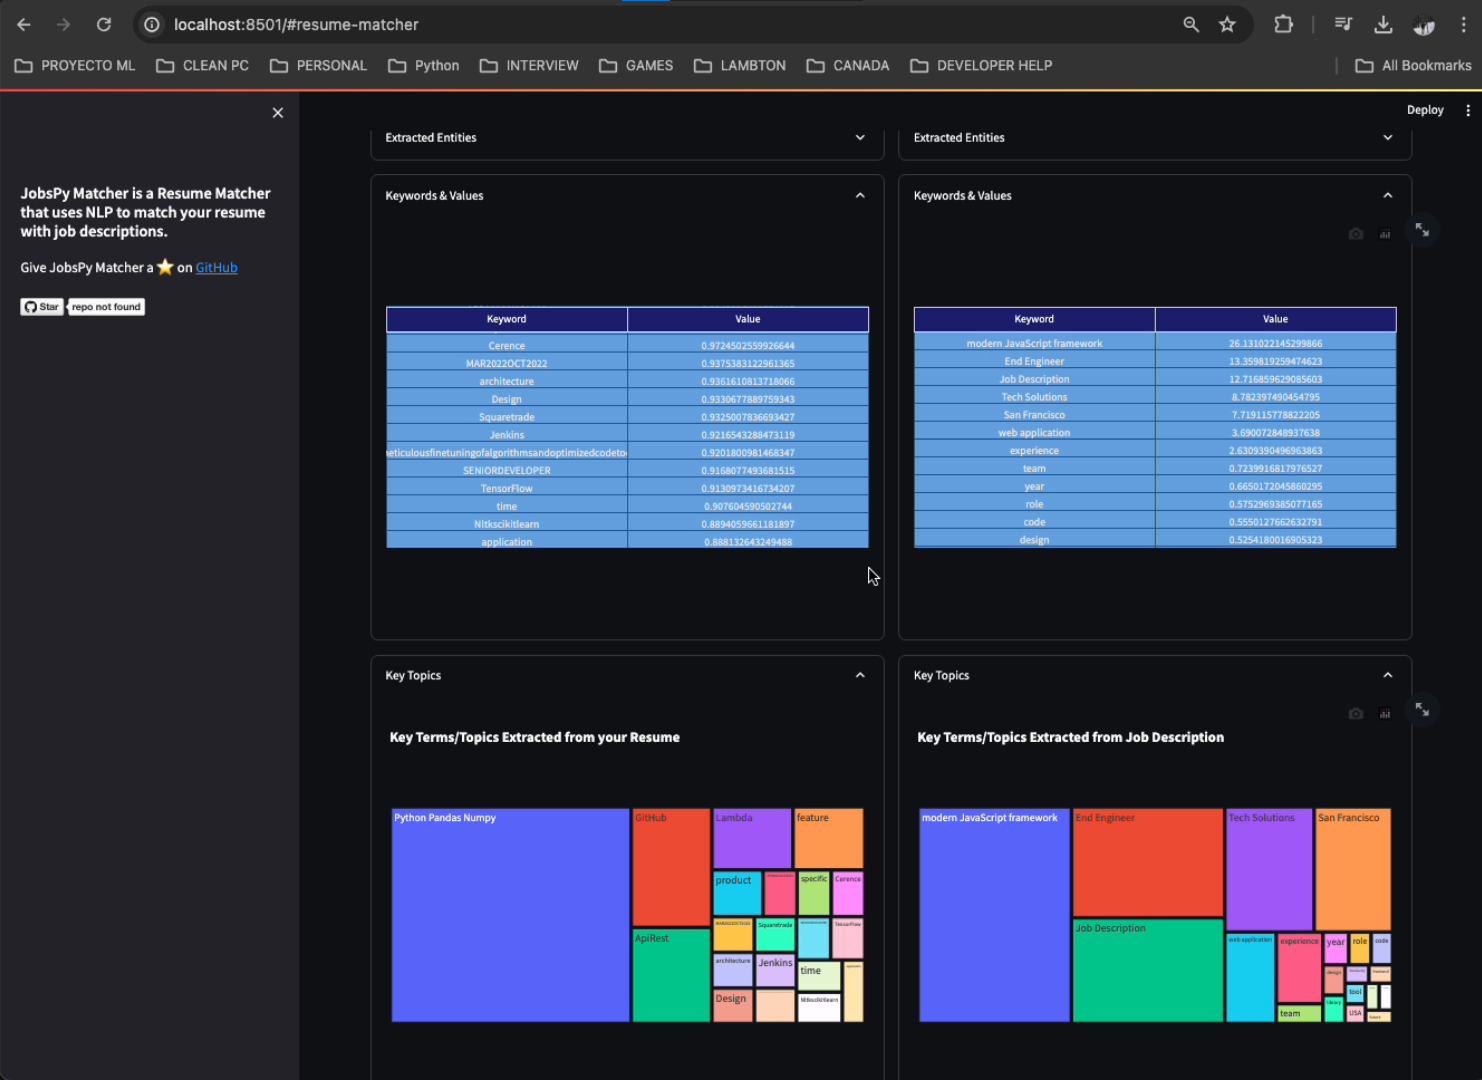 localhost:8501/#resume-matcher
PROYECTO ML
CLEAN PC
PERSONAL
Python
INTERVIEW
GAMES
LAMBTON
CANADA
DEVELOPER HELP
All Bookmarks
Deploy
JobsPy Matcher is a Resume Matcher
that uses NLP to match your resume
with job descriptions.
Give JobsPy Matcher a ⭐ on GitHub
Star repo not found
Extracted Entities
Keywords & Values
Keyword Value
Cerence 0.9724502559926644
MAR2022OCT2022 0.9375383122961365
architecture 0.9361610813718066
Design 0.9330677889759343
Squaretrade 0.9325007836693427
Jenkins 0.9216543288473119
neticulousfinetuningofalgorithmsandoptimizedcodeto 0.9201800981468347
SENIORDEVELOPER 0.9168077493681515
TensorFlow 0.9130973416734207
time 0.907604590502744
Nltkscikitlearn 0.8894059661181897
application 0.888132643249488
Extracted Entities
Keywords & Values
Keyword Value
modern JavaScript framework 26.131022145299866
End Engineer 13.359819259474623
Job Description 12.716859629085603
Tech Solutions 8.782397490454795
San Francisco 7.719115778822205
web application 3.690072848937638
experience 2.6309390496963863
team 0.7239916817976527
year 0.6650172045860295
role 0.5752969385077165
code 0.5550127662632791
design 0.5254180016905323
Key Topics
Key Terms/Topics Extracted from your Resume
Python Pandas Numpy
GitHub
Lambda
feature
product
specific
Cerence
ApiRest
MAR2022OCT2022
Squaretrade
TensorFlow
architecture
Jenkins
time
Design
Nltkscikitlearn
Key Topics
Key Terms/Topics Extracted from Job Description
modern JavaScript framework
End Engineer
Tech Solutions
San Francisco
Job Description
web application
experience
year
role
code
design
tool
library
team
USA